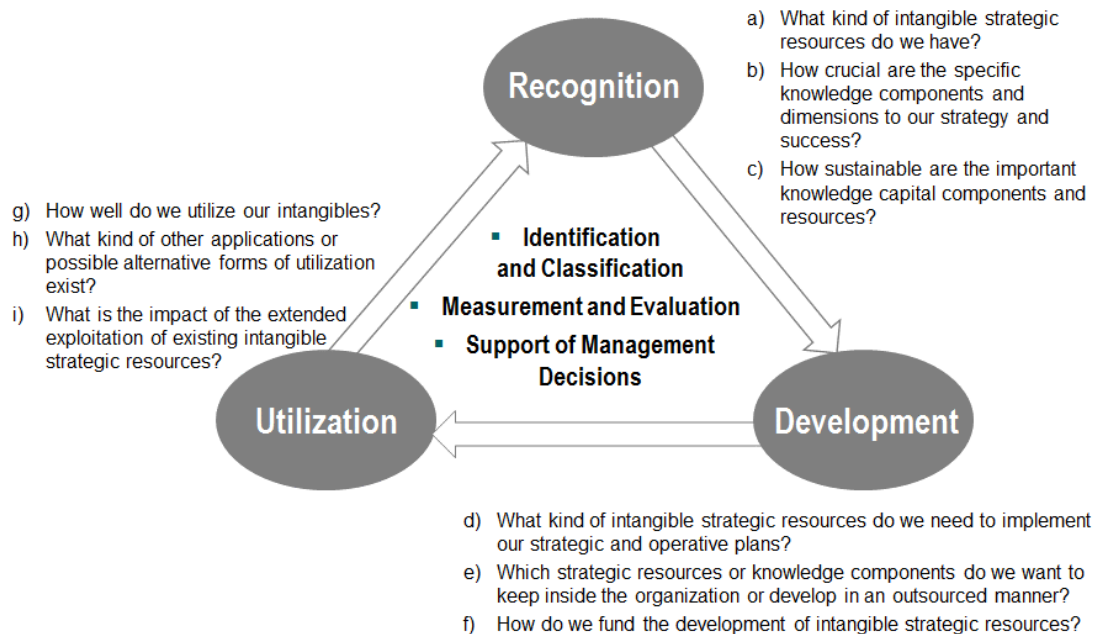 Recognition
a) What kind of intangible strategic
resources do we have?
b) How crucial are the specific
knowledge components and
dimensions to our strategy and
success?
c) How sustainable are the important
knowledge capital components and
resources?
g) How well do we utilize our intangibles?
h) What kind of other applications or
possible alternative forms of utilization
exist?
i) What is the impact of the extended
exploitation of existing intangible
strategic resources?
▪ Identification
and Classification
▪ Measurement and Evaluation
▪ Support of Management
Decisions
Utilization
Development
d) What kind of intangible strategic resources do we need to implement
our strategic and operative plans?
e) Which strategic resources or knowledge components do we want to
keep inside the organization or develop in an outsourced manner?
f) How do we fund the development of intangible strategic resources?